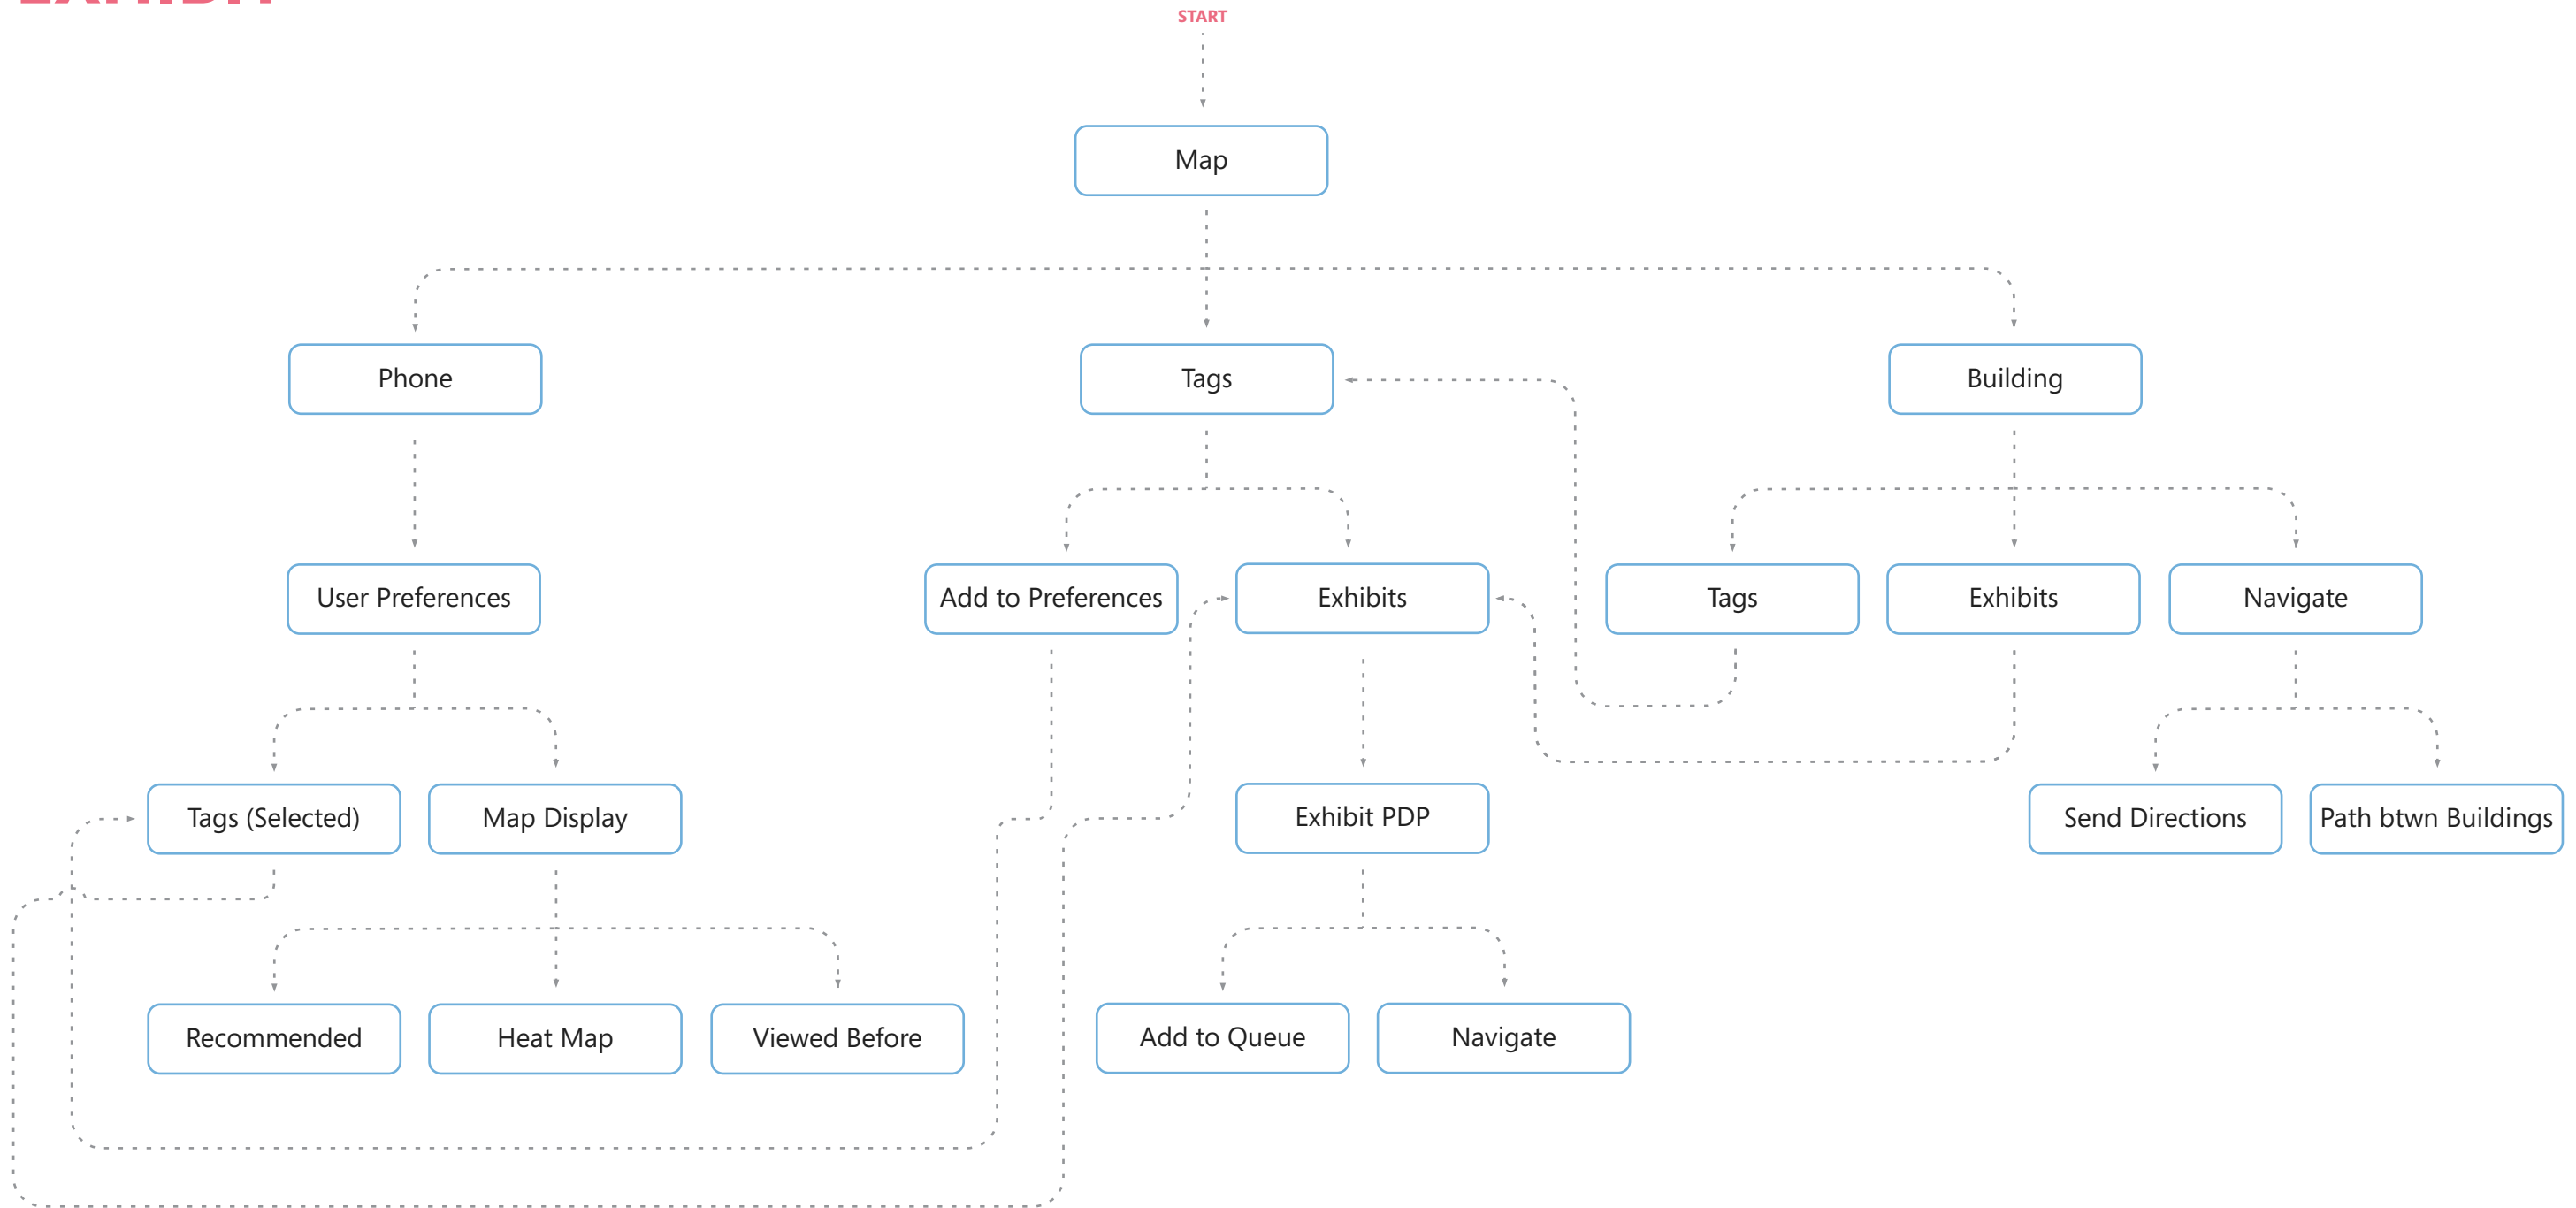 EXHIBIT
START
Map
Phone
Tags
Building
User Preferences
Add to Preferences
Exhibits
Tags
Exhibits
Navigate
Tags (Selected)
Map Display
Exhibit PDP
Send Directions
Path btwn Buildings
Recommended
Heat Map
Viewed Before
Add to Queue
Navigate